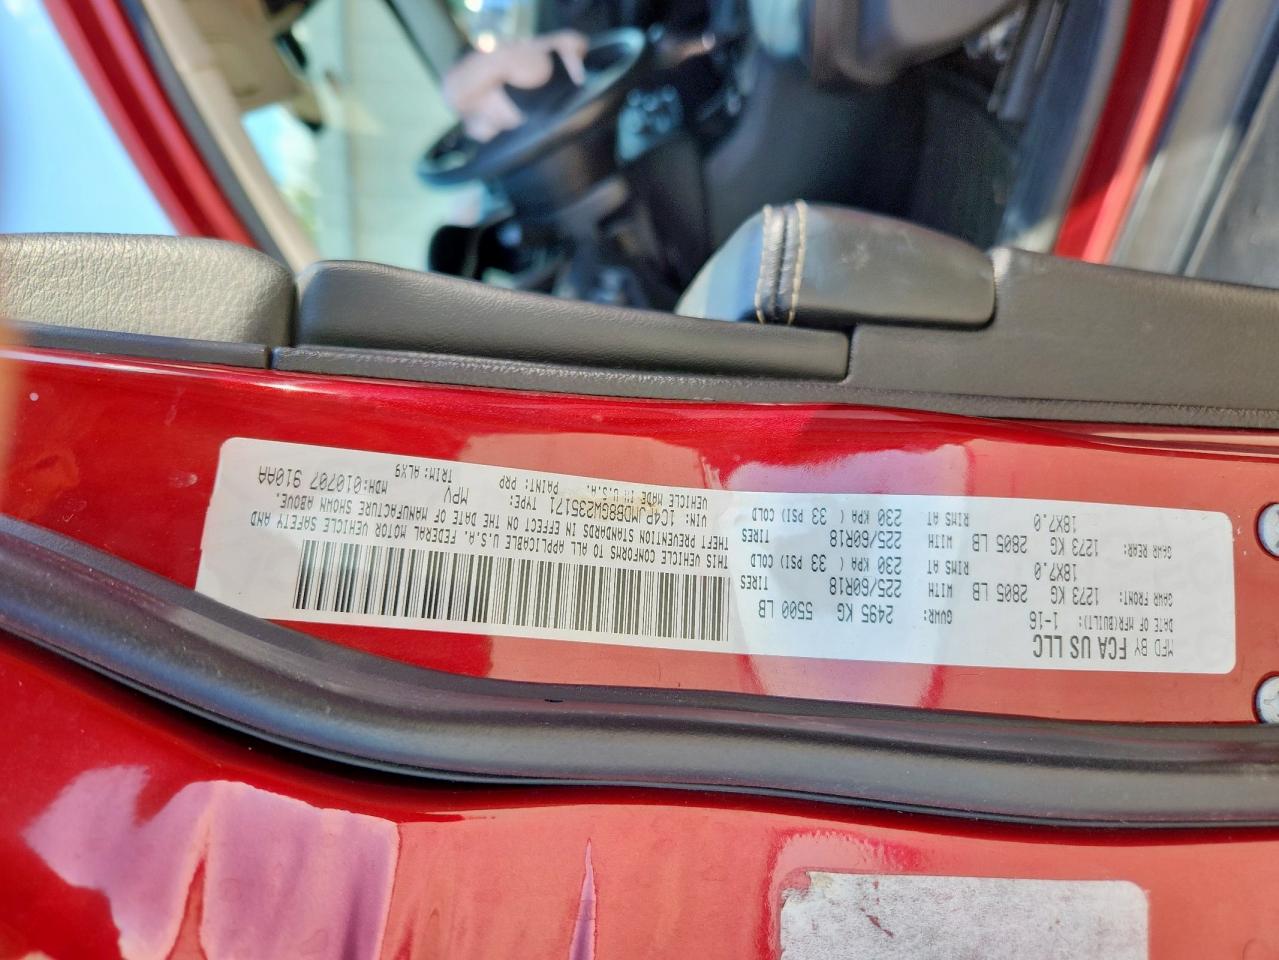 MFD BY FCA US LLC
DATE OF MFR(BUILT): 1-16 GVWR: 2495 KG 5500 LB
GAWR FRONT: 1273 KG 2805 LB WITH 225/60R18 TIRES
18X7.0 RIMS AT 230 KPA ( 33 PSI) COLD
GAWR REAR: 1273 KG 2805 LB WITH 225/60R18 TIRES
18X7.0 RIMS AT 230 KPA ( 33 PSI) COLD
THIS VEHICLE CONFORMS TO ALL APPLICABLE U.S.A. FEDERAL MOTOR VEHICLE SAFETY AND
THEFT PREVENTION STANDARDS IN EFFECT ON THE DATE OF MANUFACTURE SHOWN ABOVE.
VIN: TYPE: MPV MDH:010707 910AA
VEHICLE MADE IN U.S.A. PAINT: PRP TRIM:ALX9